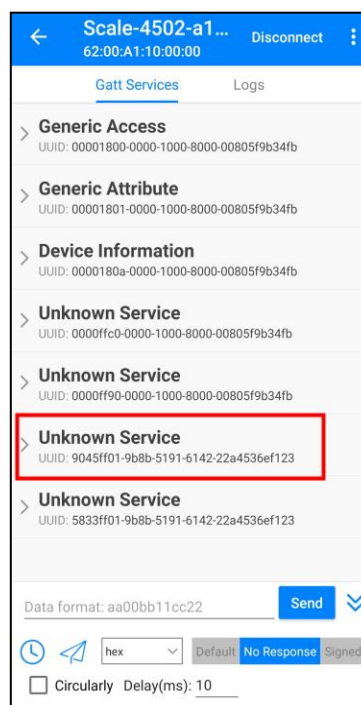 Scale-4502-a1...
Disconnect
62:00:A1:10:00:00
Gatt Services
Logs
Generic Access
UUID: 00001800-0000-1000-8000-00805f9b34fb
Generic Attribute
UUID: 00001801-0000-1000-8000-00805f9b34fb
Device Information
UUID: 0000180a-0000-1000-8000-00805f9b34fb
Unknown Service
UUID: 0000ffc0-0000-1000-8000-00805f9b34fb
Unknown Service
UUID: 0000ff90-0000-1000-8000-00805f9b34fb
Unknown Service
UUID: 9045ff01-9b8b-5191-6142-22a4536ef123
Unknown Service
UUID: 5833ff01-9b8b-5191-6142-22a4536ef123
Data format: aa00bb11cc22
Send
hex
Default
No Response
Signed
Circularly Delay(ms): 10